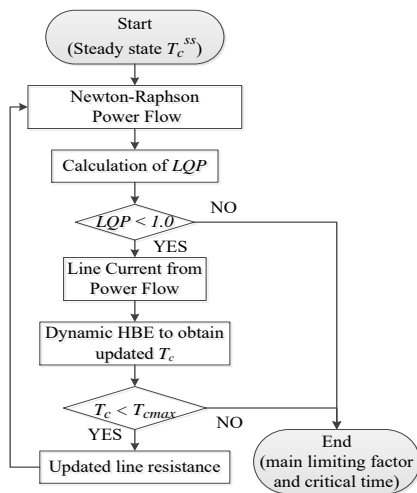 Start
(Steady state T_c^ss)
Newton-Raphson
Power Flow
Calculation of LQP
LQP < 1.0
NO
YES
Line Current from
Power Flow
Dynamic HBE to obtain
updated T_c
T_c < T_cmax
NO
YES
Updated line resistance
End
(main limiting factor
and critical time)